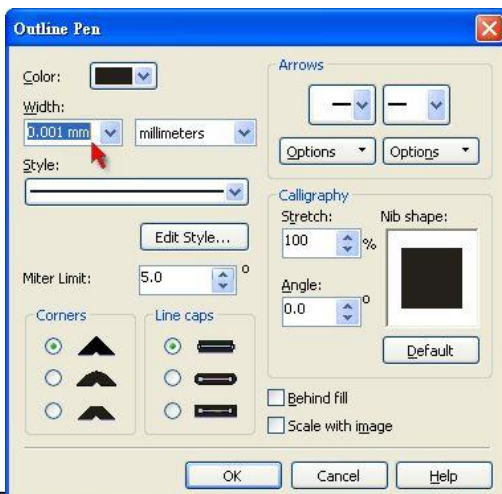 Outline Pen
Color:
Width:
0.001 mm
millimeters
Style:
Edit Style...
Miter Limit:
5.0
°
Corners
Line caps
Arrows
Options
Options
Calligraphy
Stretch:
Nib shape:
100
%
Angle:
0.0
°
Default
Behind fill
Scale with image
OK
Cancel
Help